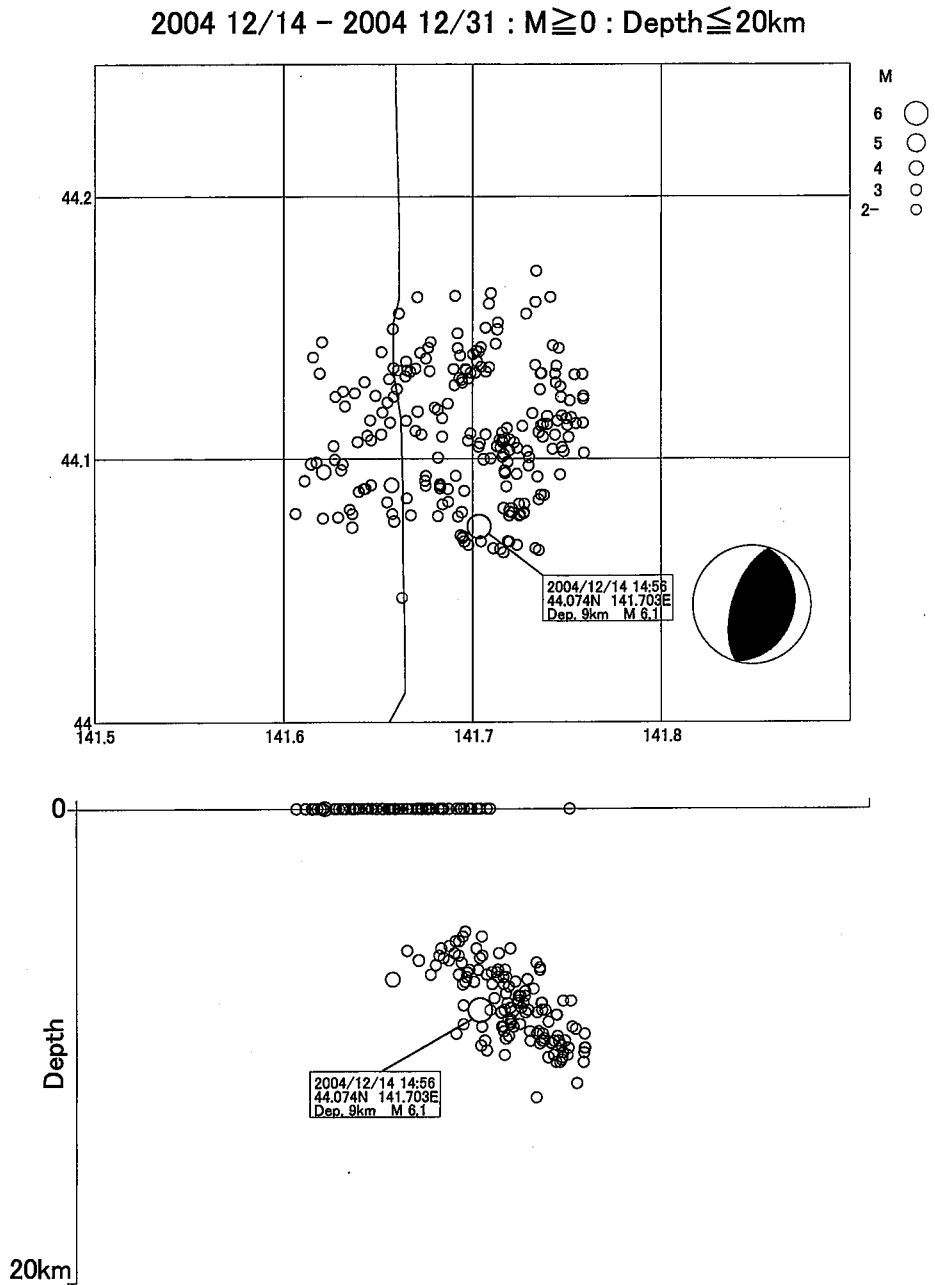 2004 12/14 - 2004 12/31 : M≧0 : Depth≦20km
M
6
5
4
3
2-
44.2
44.1
44
141.5
141.6
141.7
141.8
2004/12/14 14:56
44.074N 141.703E
Dep. 9km M 6.1
0
Depth
2004/12/14 14:56
44.074N 141.703E
Dep. 9km M 6.1
20km